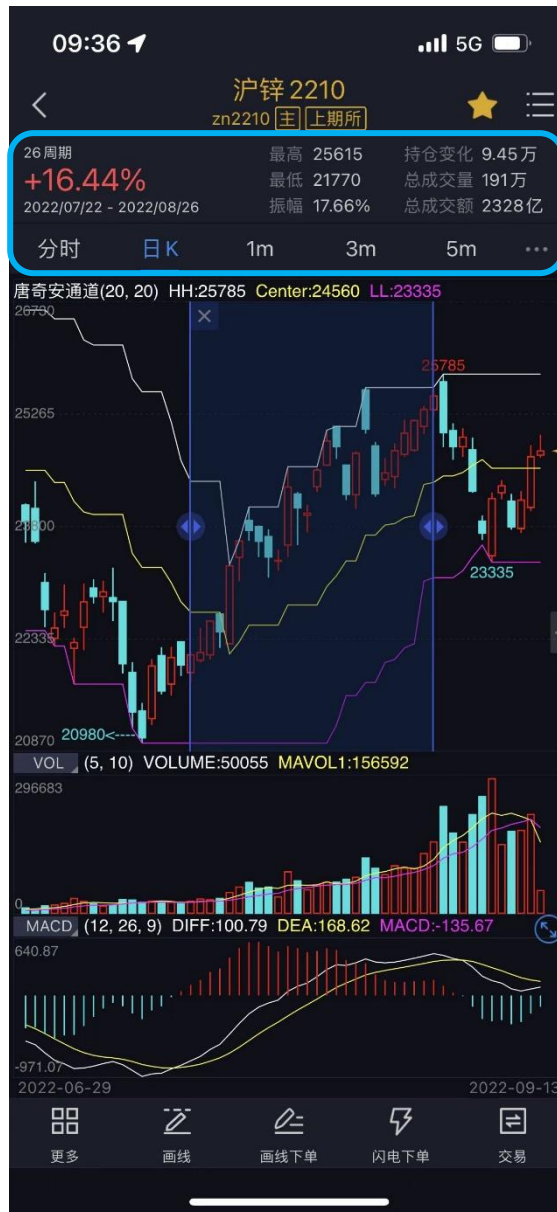 09:36 5G
沪锌 2210
zn2210 主 上期所
26周期 最高 25615 持仓变化 9.45万
+16.44% 最低 21770 总成交量 191万
2022/07/22 - 2022/08/26 振幅 17.66% 总成交额 2328亿
分时 日K 1m 3m 5m
唐奇安通道(20, 20) HH:25785 Center:24560 LL:23335
26730
25785
25265
23800
23335
22335
20980<---
20870
VOL (5, 10) VOLUME:50055 MAVOL1:156592
296683
0
MACD (12, 26, 9) DIFF:100.79 DEA:168.62 MACD:-135.67
640.87
-971.07
2022-06-29 2022-09-13
更多 画线 画线下单 闪电下单 交易